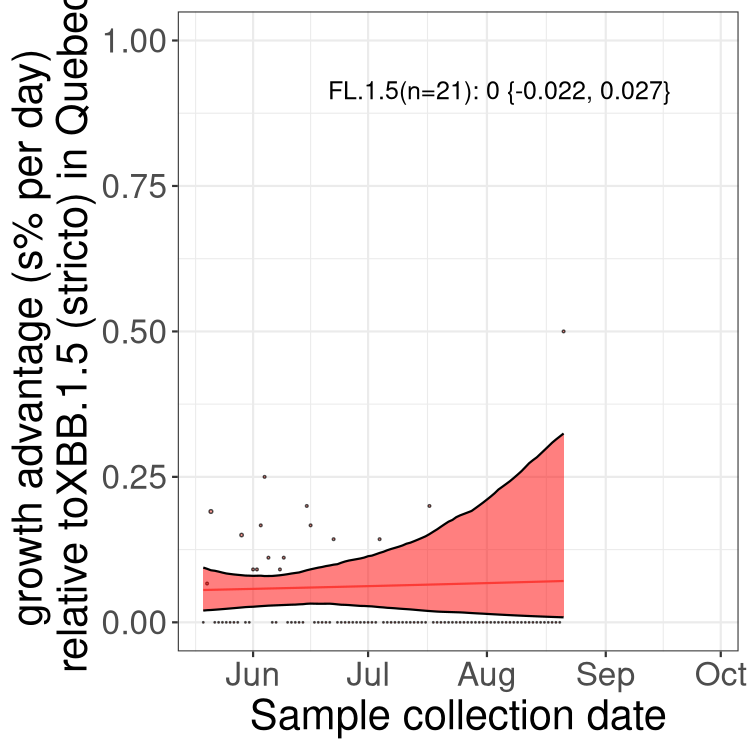 growth advantage (s% per day)
relative toXBB.1.5 (stricto) in Quebec
1.00
0.75
0.50
0.25
0.00
FL.1.5(n=21): 0 {-0.022, 0.027}
Jun Jul Aug Sep Oct
Sample collection date